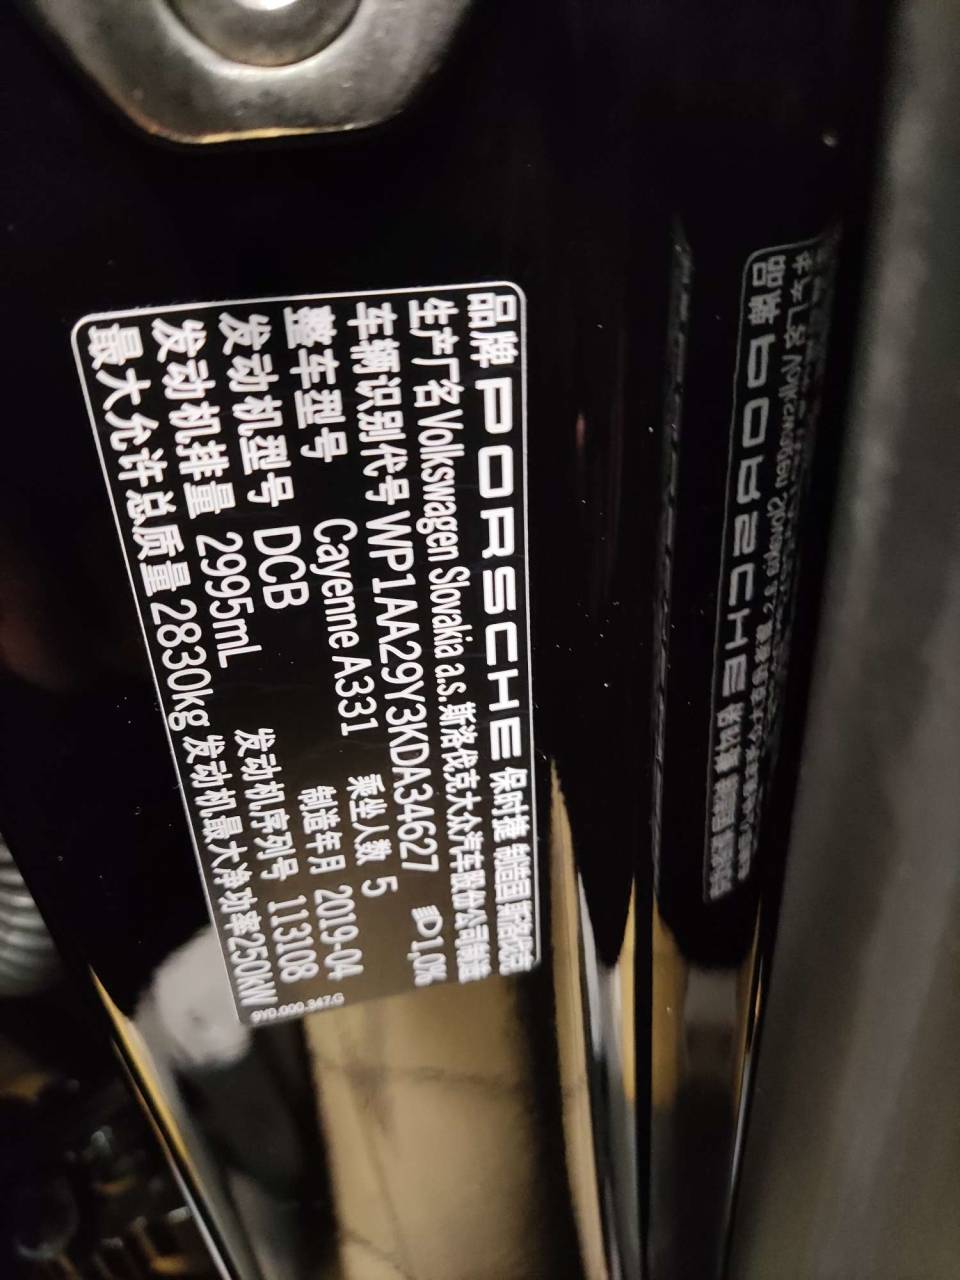 品牌 PORSCHE 保时捷 制造国 斯洛伐克
生产厂名 Volkswagen Slovakia a.s. 斯洛伐克大众汽车股份公司制造
车辆识别代号 WP1AA29Y3KDA34627 1,0%
整车型号 Cayenne A331 乘坐人数 5
发动机型号 DCB 制造年月 2019-04
发动机排量 2995mL 发动机序列号 113108
最大允许总质量 2830kg 发动机最大净功率250kW
9Y0.000.347.G